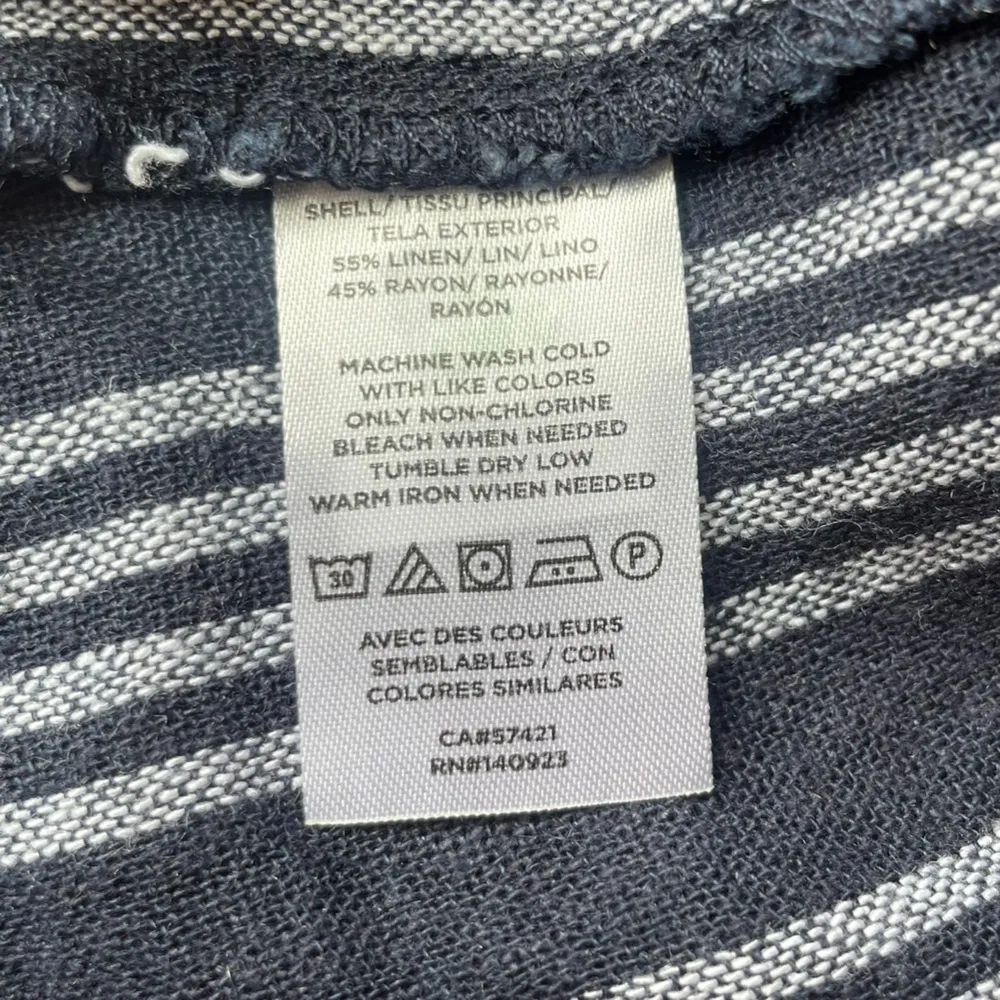 SHELL/ TISSU PRINCIPAL/
TELA EXTERIOR
55% LINEN/ LIN/ LINO
45% RAYON/ RAYONNE/
RAYÓN
MACHINE WASH COLD
WITH LIKE COLORS
ONLY NON-CHLORINE
BLEACH WHEN NEEDED
TUMBLE DRY LOW
WARM IRON WHEN NEEDED
30 P
AVEC DES COULEURS
SEMBLABLES / CON
COLORES SIMILARES
CA#57421
RN#140923